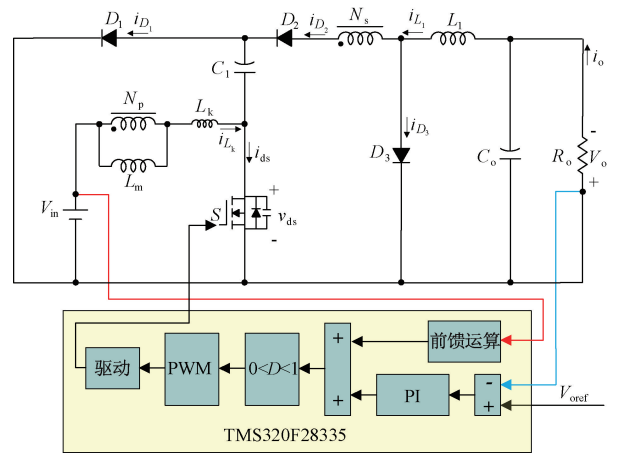 D1 iD1 D2 iD2 Ns iL1 L1
C1 io
Np Lk iLk ids iD3 D3 Co Ro - Vo +
Lm
Vin S + vds -
驱动 PWM 0<D<1 + + 前馈运算
PI - + Voref
TMS320F28335